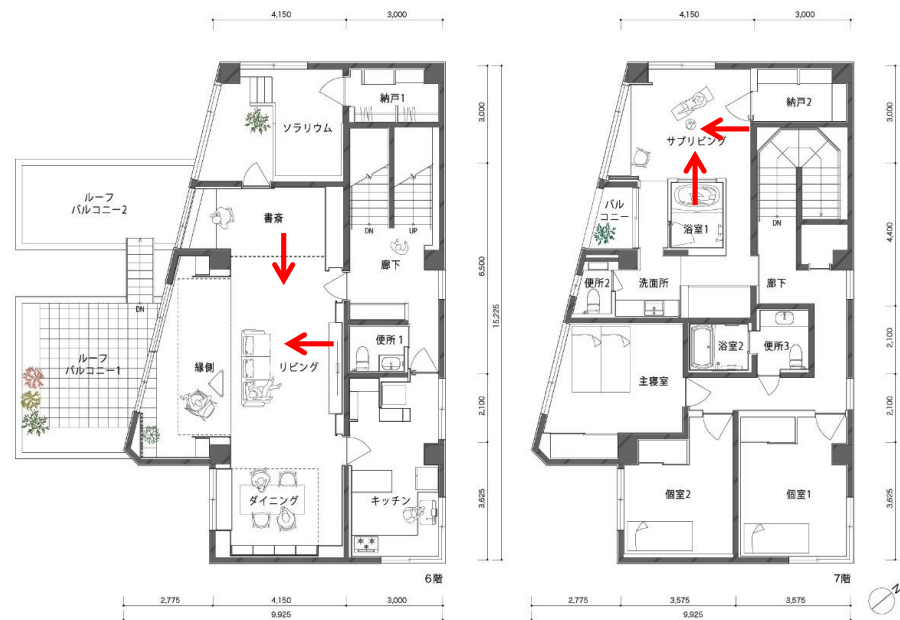 4,150
3,000
納戸1
ソラリウム
3,000
ルーフ
バルコニー2
書斎
DN
UP
廊下
6,500
15,225
DN
ルーフ
バルコニー1
縁側
リビング
便所1
2,100
ダイニング
キッチン
3,625
6階
2,775
4,150
3,000
9,925
4,150
3,000
納戸2
サブリビング
3,000
バル
コニー
浴室1
DN
4,400
便所2
洗面所
廊下
主寝室
浴室2
便所3
2,100
2,100
個室2
個室1
3,625
7階
2,775
3,575
3,575
9,925
N